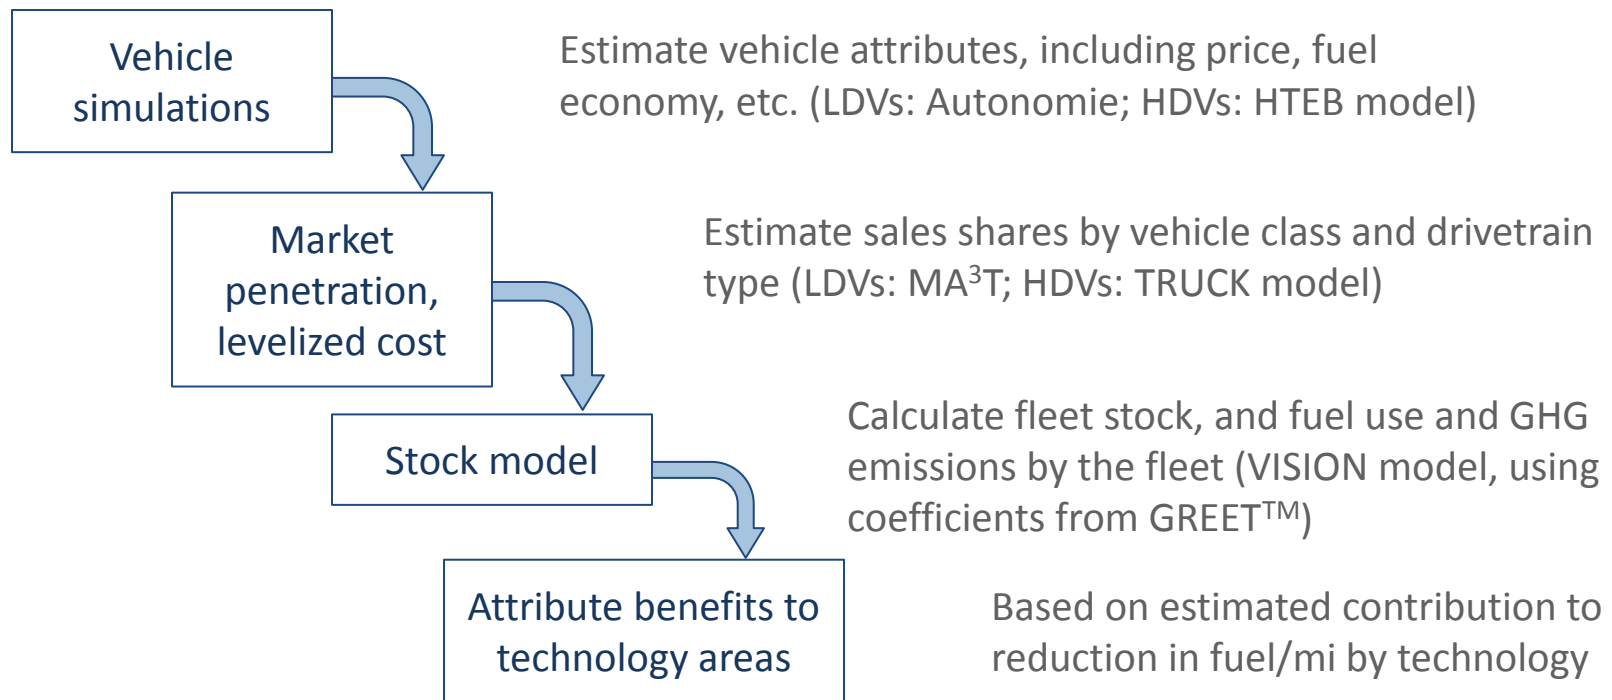 Vehicle
simulations
Estimate vehicle attributes, including price, fuel
economy, etc. (LDVs: Autonomie; HDVs: HTEB model)
Market
penetration,
levelized cost
Estimate sales shares by vehicle class and drivetrain
type (LDVs: MA³T; HDVs: TRUCK model)
Stock model
Calculate fleet stock, and fuel use and GHG
emissions by the fleet (VISION model, using
coefficients from GREET™)
Attribute benefits to
technology areas
Based on estimated contribution to
reduction in fuel/mi by technology